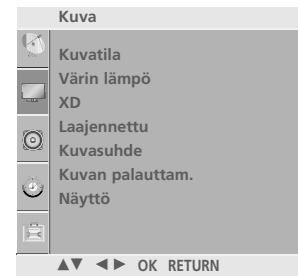 Kuva
Kuvatila
Värin lämpö
XD
Laajennettu
Kuvasuhde
Kuvan palauttam.
Näyttö
▲▼ ◄► OK RETURN